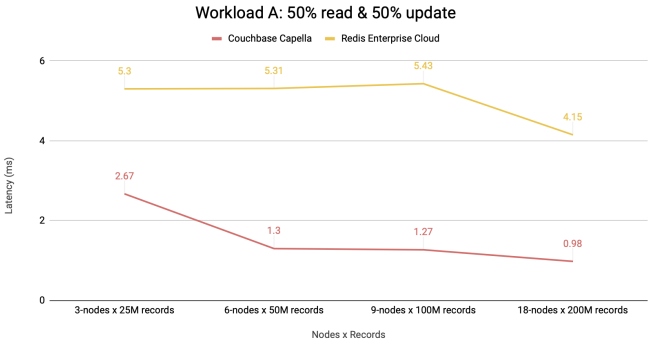 Workload A: 50% read & 50% update
Couchbase Capella Redis Enterprise Cloud
6
5.3 5.31 5.43 4.15
4
Latency (ms)
2.67
2
1.3 1.27 0.98
0
3-nodes x 25M records 6-nodes x 50M records 9-nodes x 100M records 18-nodes x 200M records
Nodes x Records